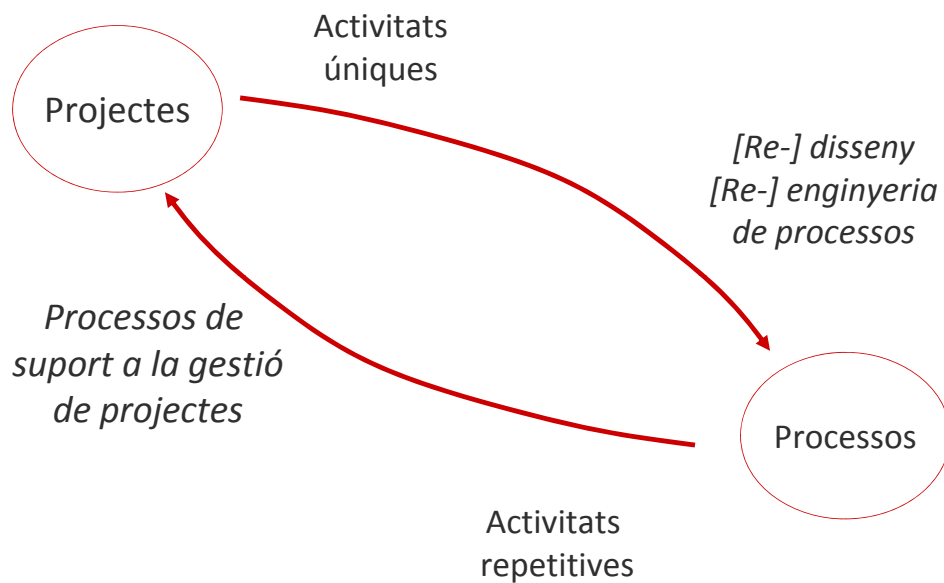 Activitats
úniques
Projectes
[Re-] disseny
[Re-] enginyeria
de processos
Processos de
suport a la gestió
de projectes
Processos
Activitats
repetitives